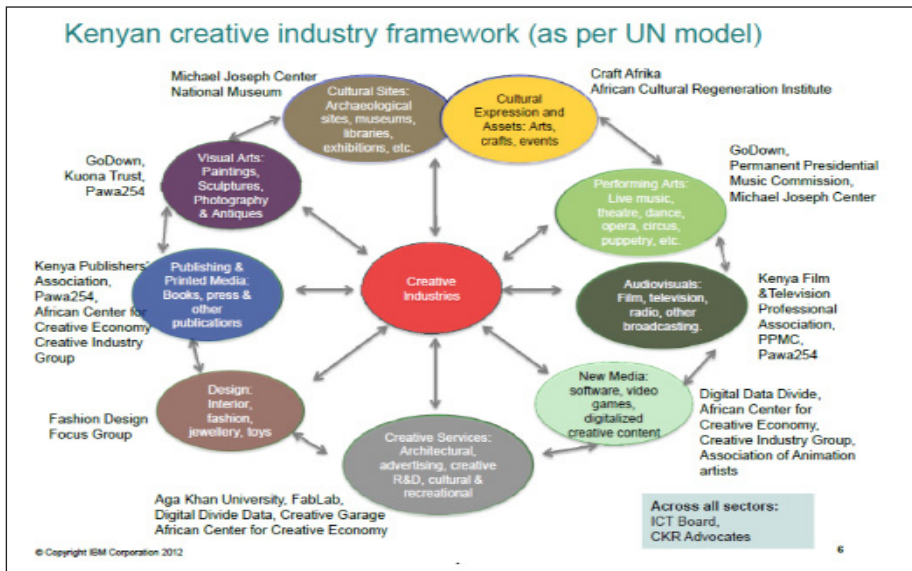 Kenyan creative industry framework (as per UN model)
Michael Joseph Center
National Museum
Cultural Sites:
Archaeological
sites, museums,
libraries,
exhibitions, etc.
Cultural
Expression and
Assets: Arts,
crafts, events
Craft Afrika
African Cultural Regeneration Institute
GoDown,
Kuona Trust,
Pawa254
Visual Arts:
Paintings,
Sculptures,
Photography
& Antiques
Performing Arts:
Live music,
theatre, dance,
opera, circus,
puppetry, etc.
GoDown,
Permanent Presidential
Music Commission,
Michael Joseph Center
Kenya Publishers'
Association,
Pawa254,
African Center for
Creative Economy
Creative Industry
Group
Publishing &
Printed Media:
Books, press &
other
publications
Creative
Industries
Audiovisuals:
Film, television,
radio, other
broadcasting.
Kenya Film
&Television
Professional
Association,
PPMC,
Pawa254
Fashion Design
Focus Group
Design:
Interior,
fashion,
jewellery, toys
New Media:
software, video
games,
digitalized
creative content
Digital Data Divide,
African Center for
Creative Economy,
Creative Industry Group,
Association of Animation
artists
Creative Services:
Architectural,
advertising, creative
R&D, cultural &
recreational
Aga Khan University, FabLab,
Digital Divide Data, Creative Garage
African Center for Creative Economy
Across all sectors:
ICT Board,
CKR Advocates
© Copyright IBM Corporation 2012
6